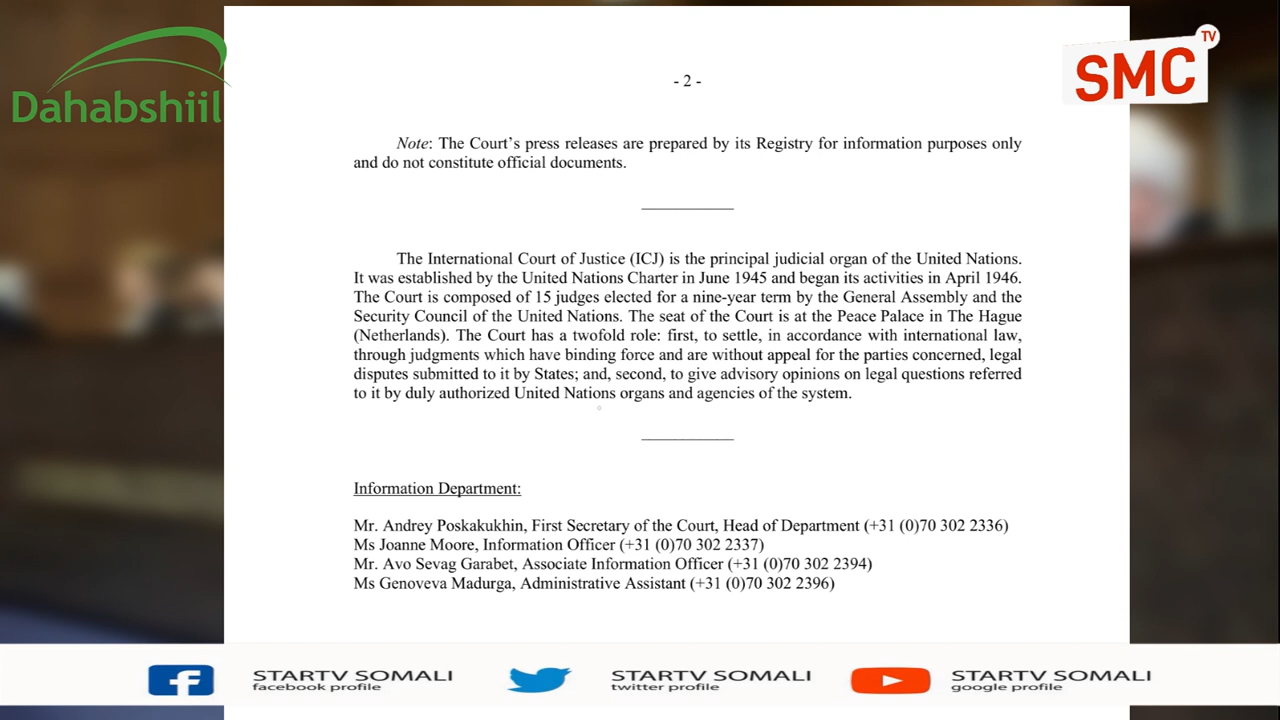 Dahabshiil
SMC
TV
- 2 -
Note: The Court’s press releases are prepared by its Registry for information purposes only
and do not constitute official documents.
The International Court of Justice (ICJ) is the principal judicial organ of the United Nations.
It was established by the United Nations Charter in June 1945 and began its activities in April 1946.
The Court is composed of 15 judges elected for a nine-year term by the General Assembly and the
Security Council of the United Nations. The seat of the Court is at the Peace Palace in The Hague
(Netherlands). The Court has a twofold role: first, to settle, in accordance with international law,
through judgments which have binding force and are without appeal for the parties concerned, legal
disputes submitted to it by States; and, second, to give advisory opinions on legal questions referred
to it by duly authorized United Nations organs and agencies of the system.
Information Department:
Mr. Andrey Poskakukhin, First Secretary of the Court, Head of Department (+31 (0)70 302 2336)
Ms Joanne Moore, Information Officer (+31 (0)70 302 2337)
Mr. Avo Sevag Garabet, Associate Information Officer (+31 (0)70 302 2394)
Ms Genoveva Madurga, Administrative Assistant (+31 (0)70 302 2396)
STARTV SOMALI
facebook profile
STARTV SOMALI
twitter profile
STARTV SOMALI
google profile